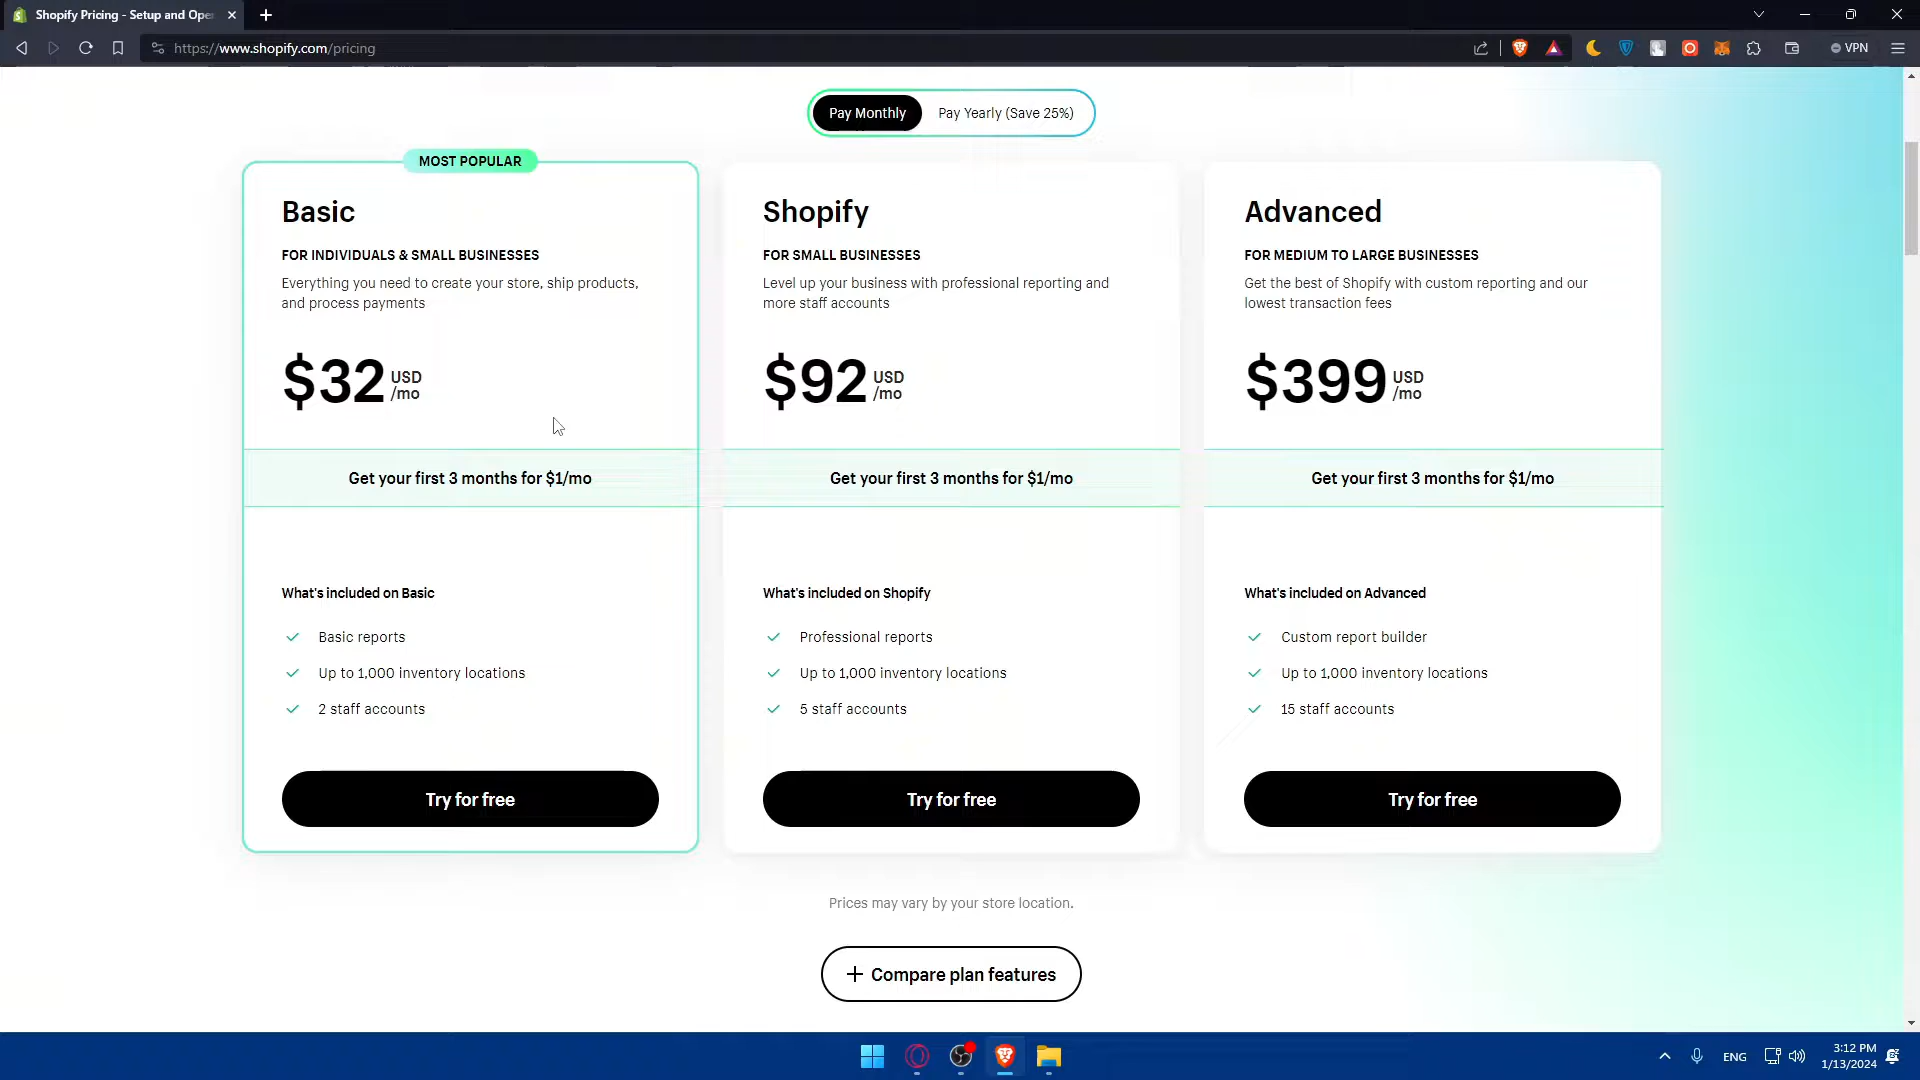 Shopify Pricing - Setup and Ope
https://www.shopify.com/pricing
VPN
Pay Monthly
Pay Yearly (Save 25%)
MOST POPULAR
Basic
FOR INDIVIDUALS & SMALL BUSINESSES
Everything you need to create your store, ship products,
and process payments
$32 USD
/mo
Get your first 3 months for $1/mo
What's included on Basic
Basic reports
Up to 1,000 inventory locations
2 staff accounts
Try for free
Shopify
FOR SMALL BUSINESSES
Level up your business with professional reporting and
more staff accounts
$92 USD
/mo
Get your first 3 months for $1/mo
What's included on Shopify
Professional reports
Up to 1,000 inventory locations
5 staff accounts
Try for free
Advanced
FOR MEDIUM TO LARGE BUSINESSES
Get the best of Shopify with custom reporting and our
lowest transaction fees
$399 USD
/mo
Get your first 3 months for $1/mo
What's included on Advanced
Custom report builder
Up to 1,000 inventory locations
15 staff accounts
Try for free
Prices may vary by your store location.
+ Compare plan features
ENG
3:12 PM
1/13/2024